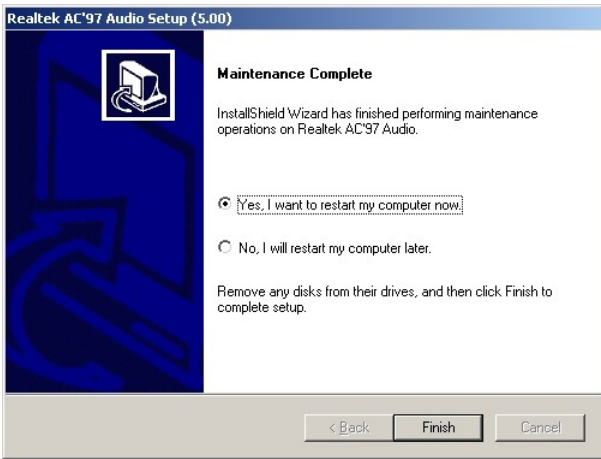 Realtek AC'97 Audio Setup (5.00)
Maintenance Complete
InstallShield Wizard has finished performing maintenance
operations on Realtek AC'97 Audio.
Yes, I want to restart my computer now.
No, I will restart my computer later.
Remove any disks from their drives, and then click Finish to
complete setup.
< Back Finish Cancel